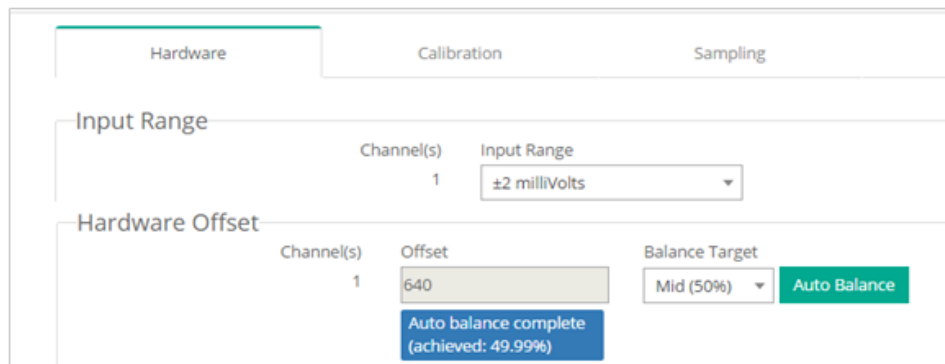 Hardware Calibration Sampling
Input Range
Channel(s) Input Range
1 ±2 milliVolts
Hardware Offset
Channel(s) Offset Balance Target
1 640 Mid (50%) Auto Balance
Auto balance complete
(achieved: 49.99%)